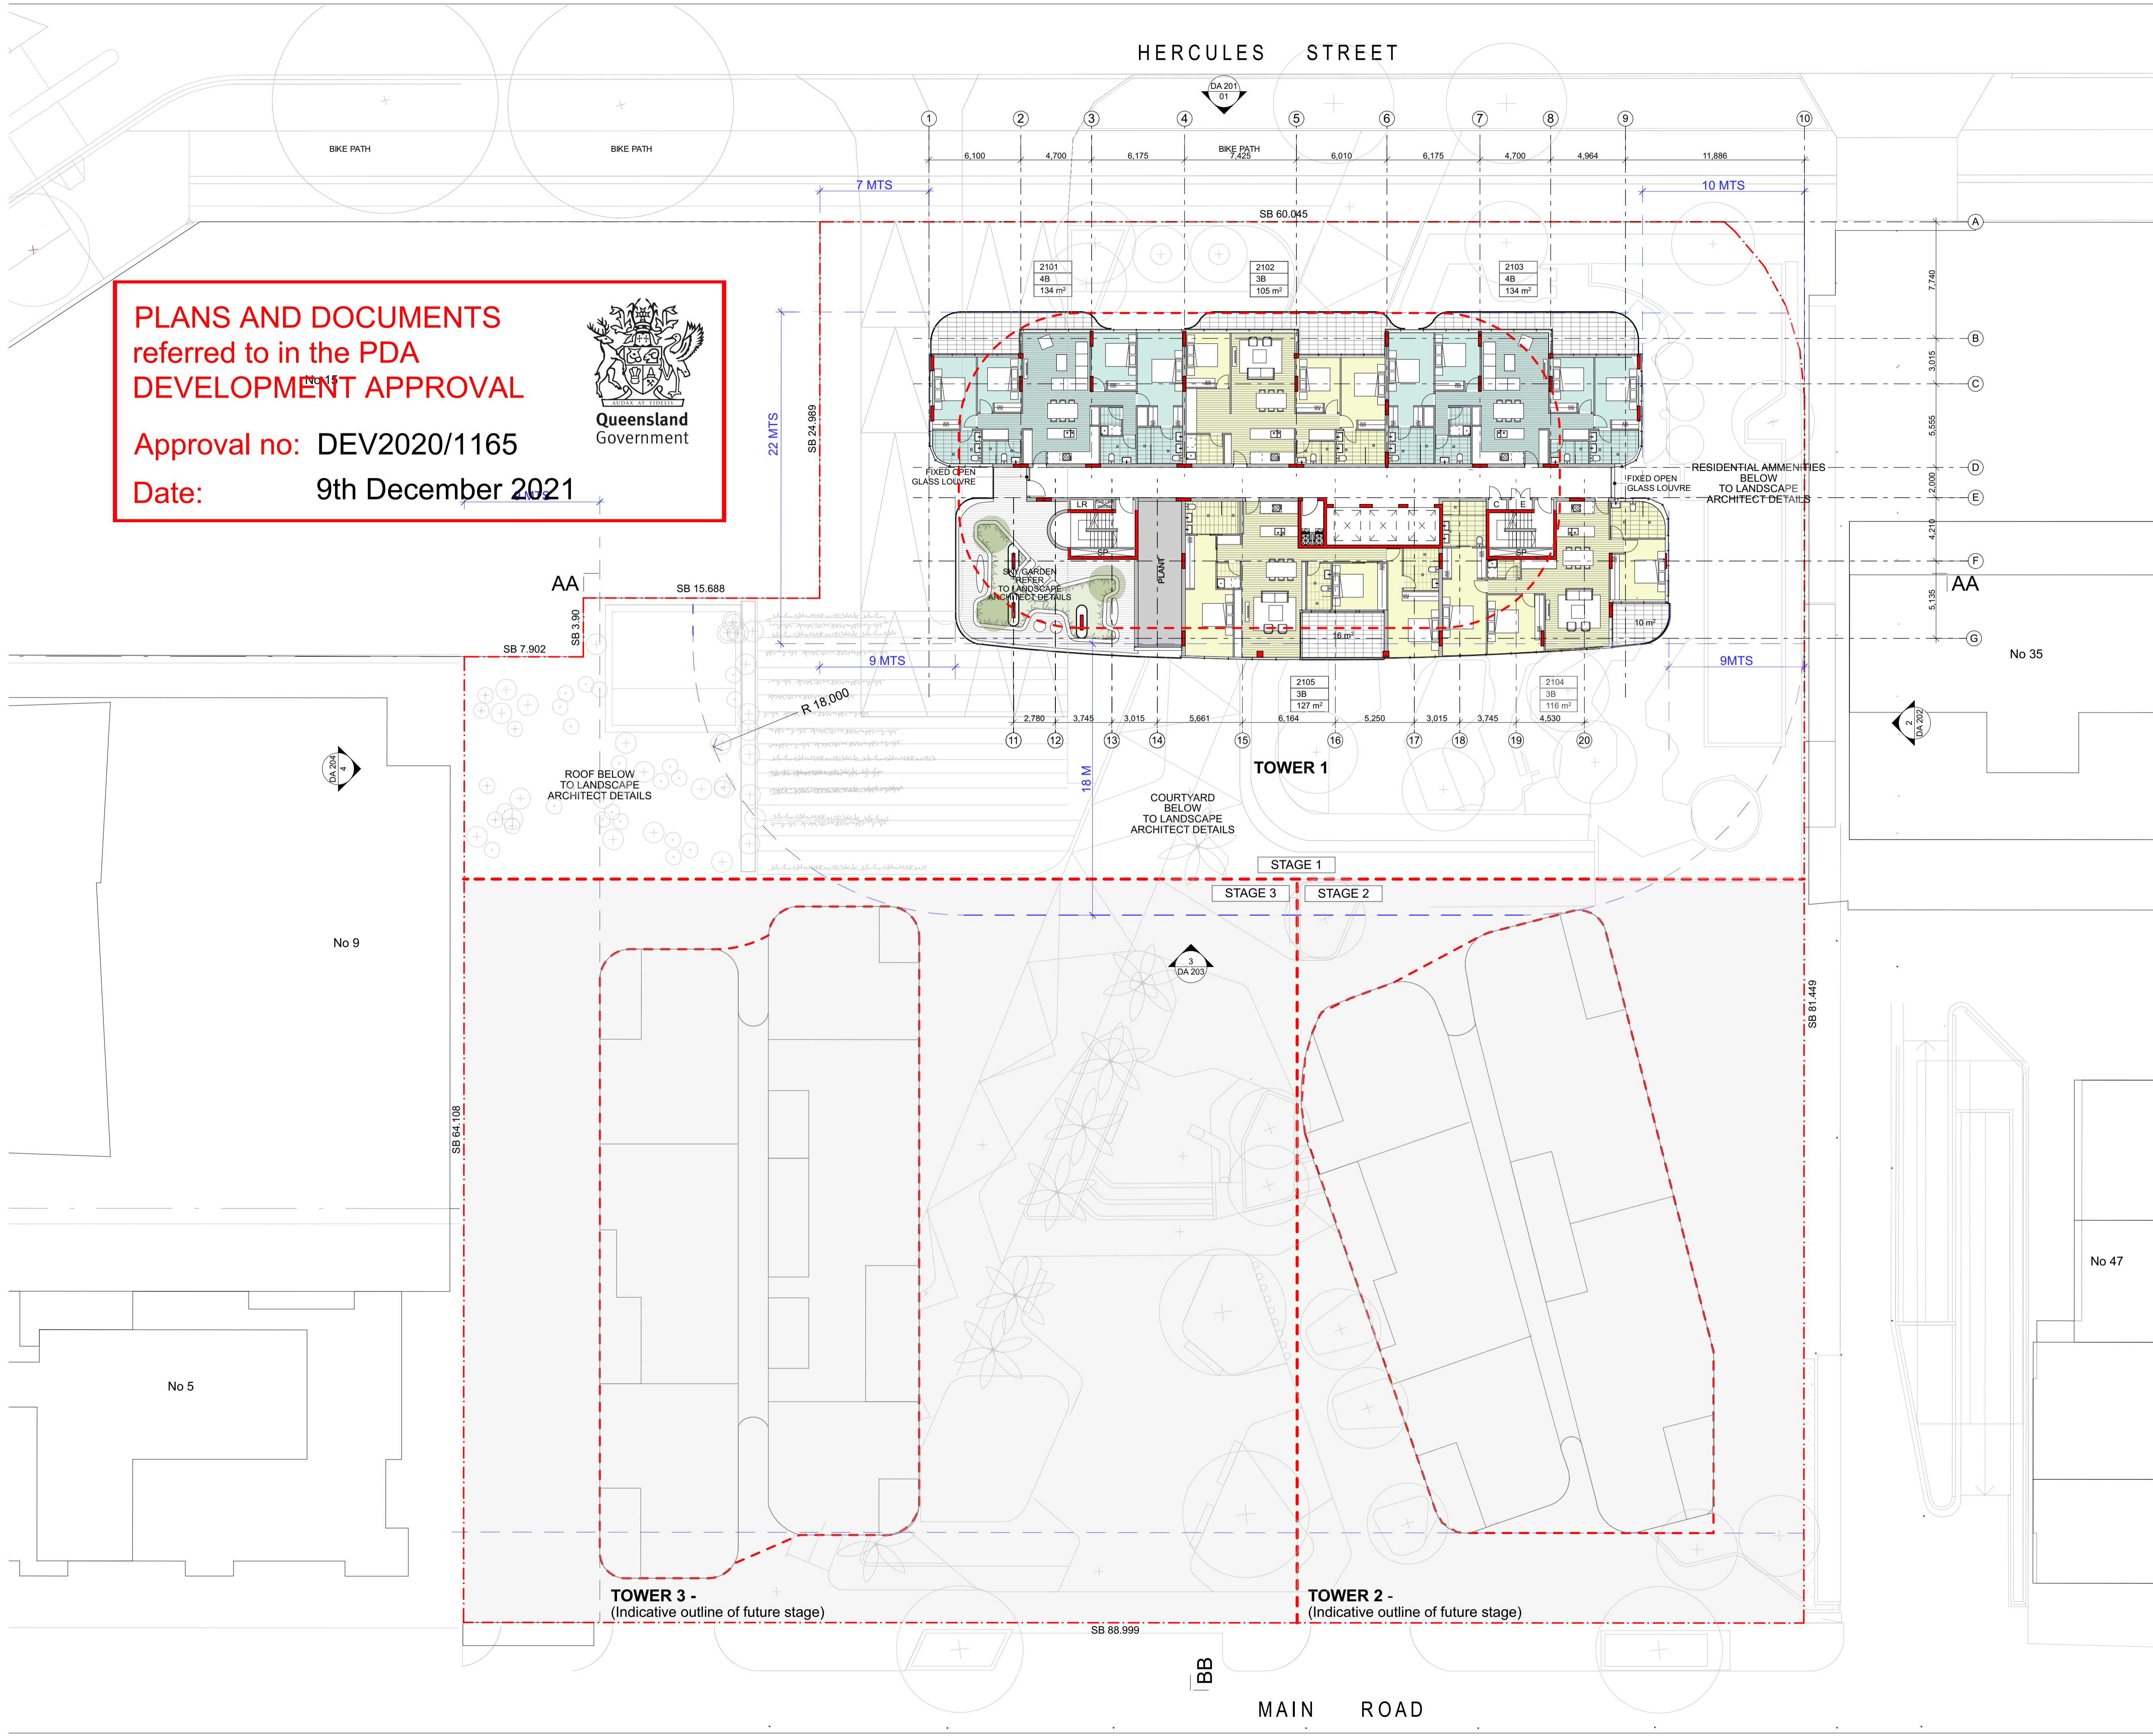 HERCULES STREET
DA 201
01
1
2
3
4
5
6
7
8
9
10
BIKE PATH
BIKE PATH
BIKE PATH
6,100
4,700
6,175
7,425
6,010
6,175
4,700
4,964
11,886
7 MTS
10 MTS
SB 60.045
A
B
C
D
E
F
G
7,740
3,015
5,555
2,000
4,210
5,135
2101
4B
134 m²
2102
3B
105 m²
2103
4B
134 m²
PLANS AND DOCUMENTS
referred to in the PDA
DEVELOPMENT APPROVAL
No 15
Approval no: DEV2020/1165
Date: 9th December 2021
AUDAX AT FIDELIS
Queensland
Government
22 MTS
SB 24.989
FIXED OPEN
GLASS LOUVRE
FIXED OPEN
GLASS LOUVRE
RESIDENTIAL AMMENITIES
BELOW
TO LANDSCAPE
ARCHITECT DETAILS
LR
C
E
SP
SP
PLANT
SKY GARDEN
REFER
TO LANDSCAPE
ARCHITECT DETAILS
16 m²
10 m²
AA
AA
SB 15.688
SB 3.90
SB 7.902
9 MTS
9MTS
No 35
R 18,000
2105
3B
127 m²
2104
3B
116 m²
2,780
3,745
3,015
5,661
6,164
5,250
3,015
3,745
4,530
11
12
13
14
15
16
17
18
19
20
TOWER 1
2
DA 202
DA 204
4
ROOF BELOW
TO LANDSCAPE
ARCHITECT DETAILS
18 M
COURTYARD
BELOW
TO LANDSCAPE
ARCHITECT DETAILS
STAGE 1
STAGE 3
STAGE 2
No 9
3
DA 203
SB 81.449
SB 64.108
No 47
No 5
TOWER 3 -
(Indicative outline of future stage)
TOWER 2 -
(Indicative outline of future stage)
SB 88.999
BB
MAIN ROAD